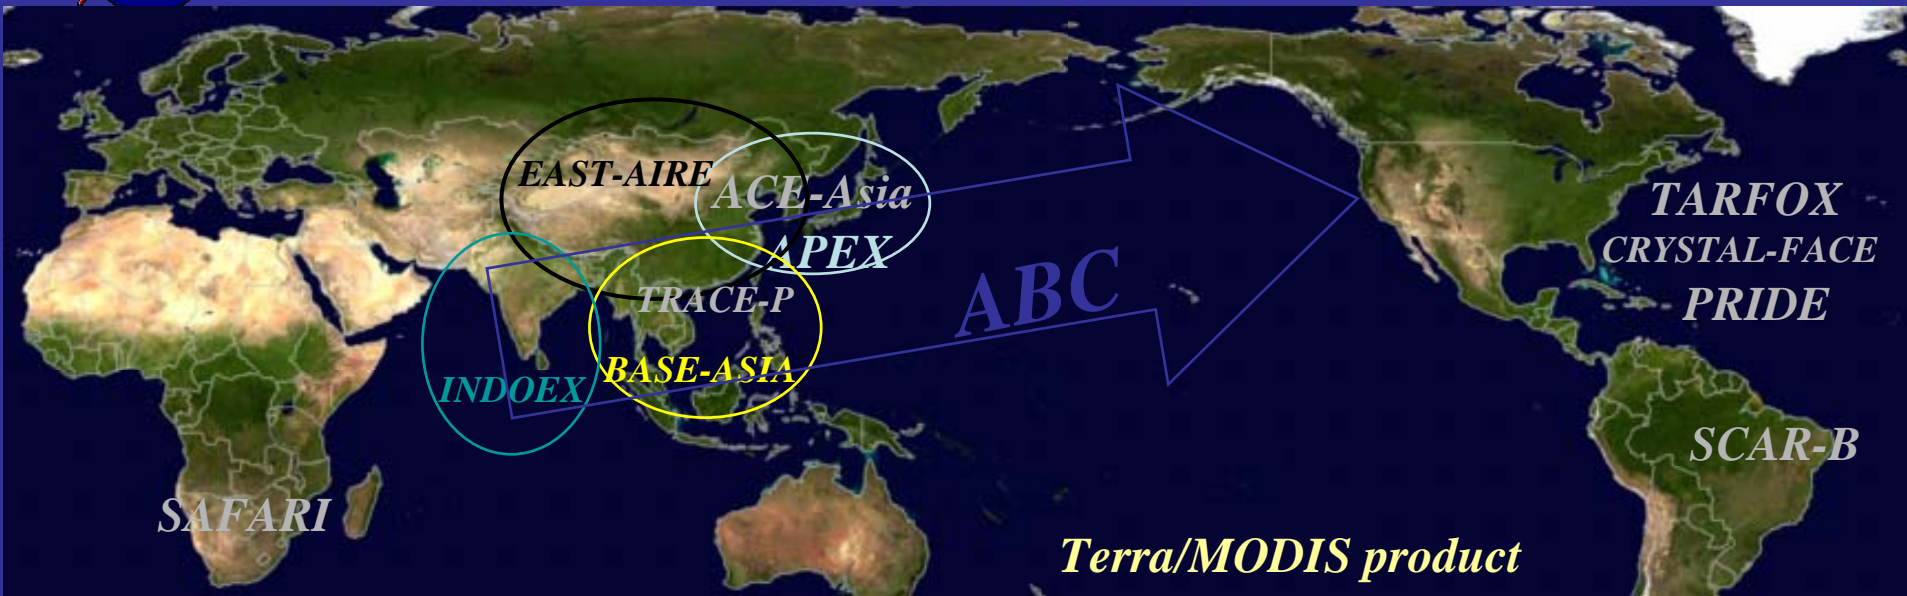 EAST-AIRE
ACE-Asia
APEX
TRACE-P
BASE-ASIA
INDOEX
ABC
TARFOX
CRYSTAL-FACE
PRIDE
SCAR-B
SAFARI
Terra/MODIS product